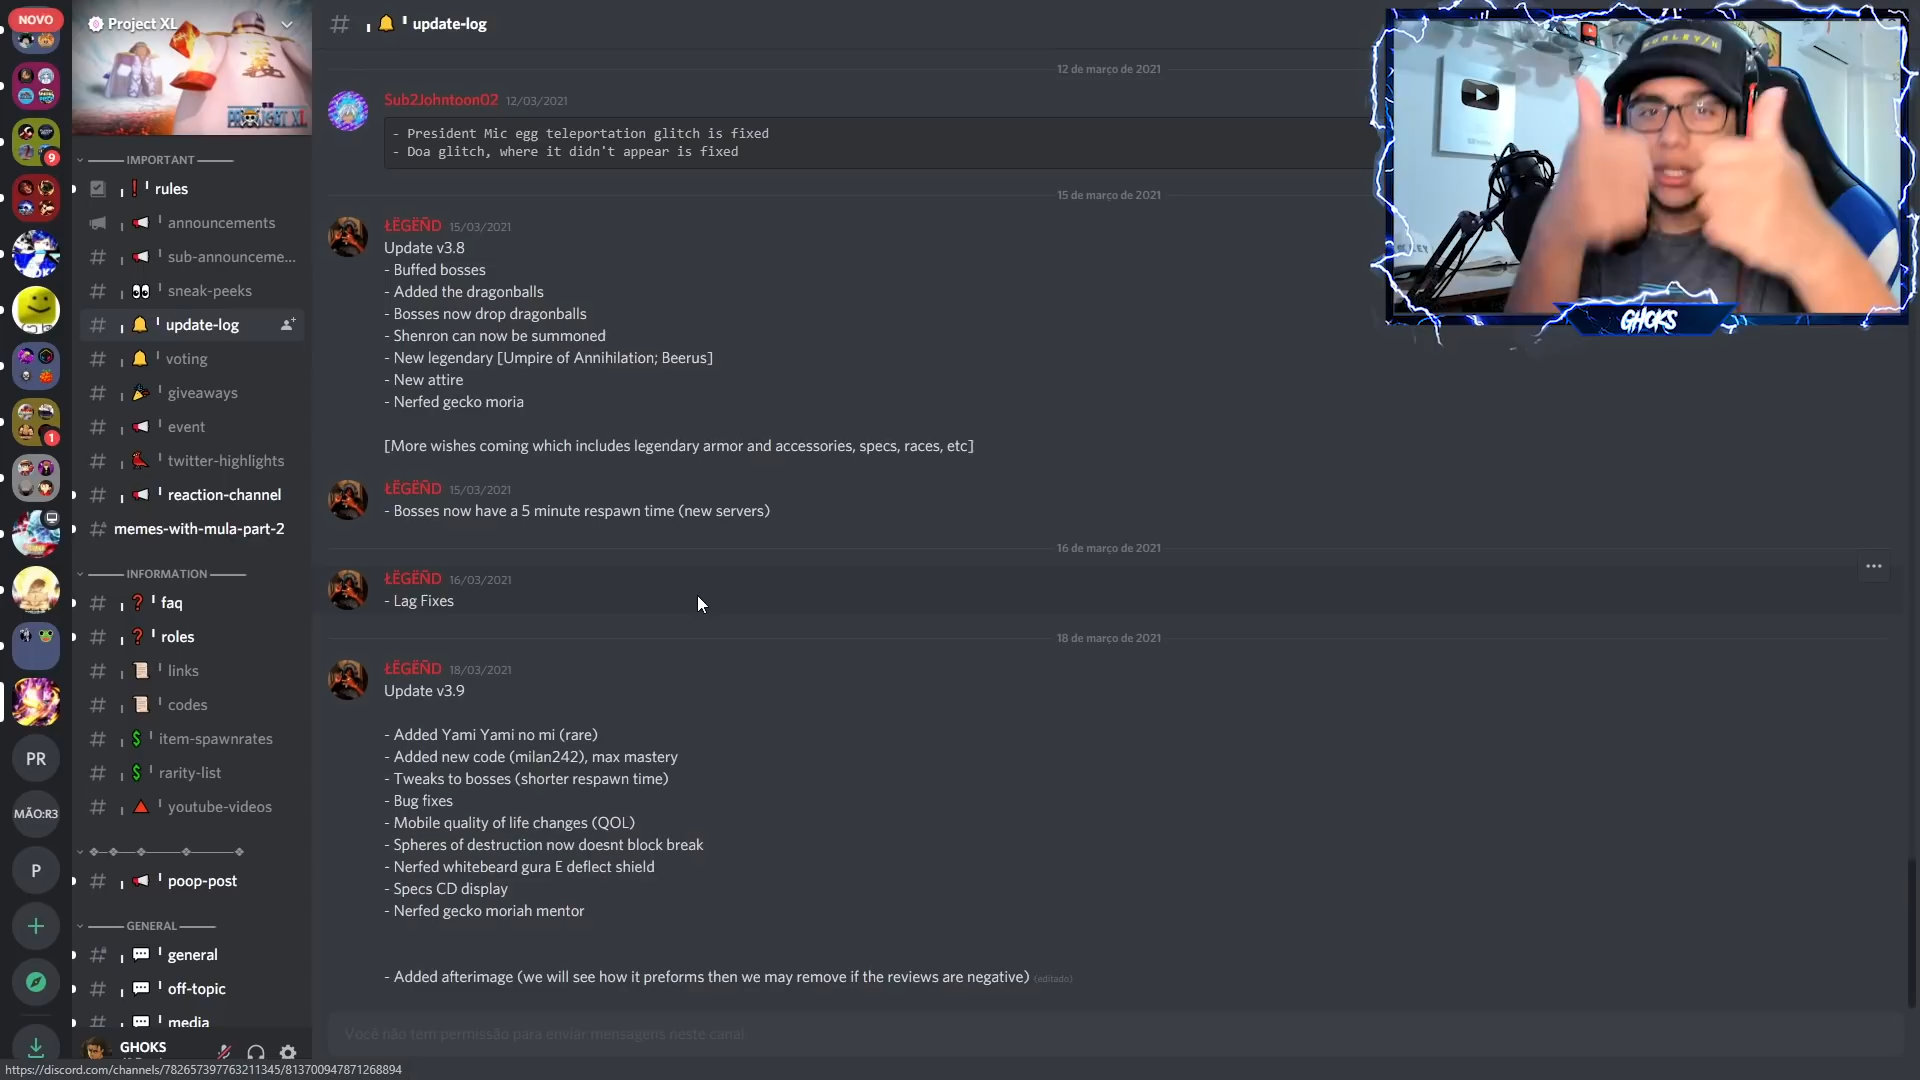 NOVO
Project XL
update-log
IMPORTANT
rules
announcements
sub-announceme...
sneak-peeks
update-log
voting
giveaways
event
twitter-highlights
reaction-channel
memes-with-mula-part-2
INFORMATION
faq
roles
links
codes
item-spawnrates
rarity-list
youtube-videos
poop-post
GENERAL
general
off-topic
media
9
1
PR
MÃO:R3
P
GHOKS
https://discord.com/channels/782657397763211345/813700947871268894
12 de março de 2021
Sub2Johntoon02 12/03/2021
- President Mic egg teleportation glitch is fixed
- Doa glitch, where it didn't appear is fixed
15 de março de 2021
ŁËGËÑD 15/03/2021
Update v3.8
- Buffed bosses
- Added the dragonballs
- Bosses now drop dragonballs
- Shenron can now be summoned
- New legendary [Umpire of Annihilation; Beerus]
- New attire
- Nerfed gecko moria
[More wishes coming which includes legendary armor and accessories, specs, races, etc]
ŁËGËÑD 15/03/2021
- Bosses now have a 5 minute respawn time (new servers)
16 de março de 2021
ŁËGËÑD 16/03/2021
- Lag Fixes
18 de março de 2021
ŁËGËÑD 18/03/2021
Update v3.9
- Added Yami Yami no mi (rare)
- Added new code (milan242), max mastery
- Tweaks to bosses (shorter respawn time)
- Bug fixes
- Mobile quality of life changes (QOL)
- Spheres of destruction now doesnt block break
- Nerfed whitebeard gura E deflect shield
- Specs CD display
- Nerfed gecko moriah mentor
- Added afterimage (we will see how it preforms then we may remove if the reviews are negative) (editado)
Você não tem permissão para enviar mensagens neste canal.
GHOKS